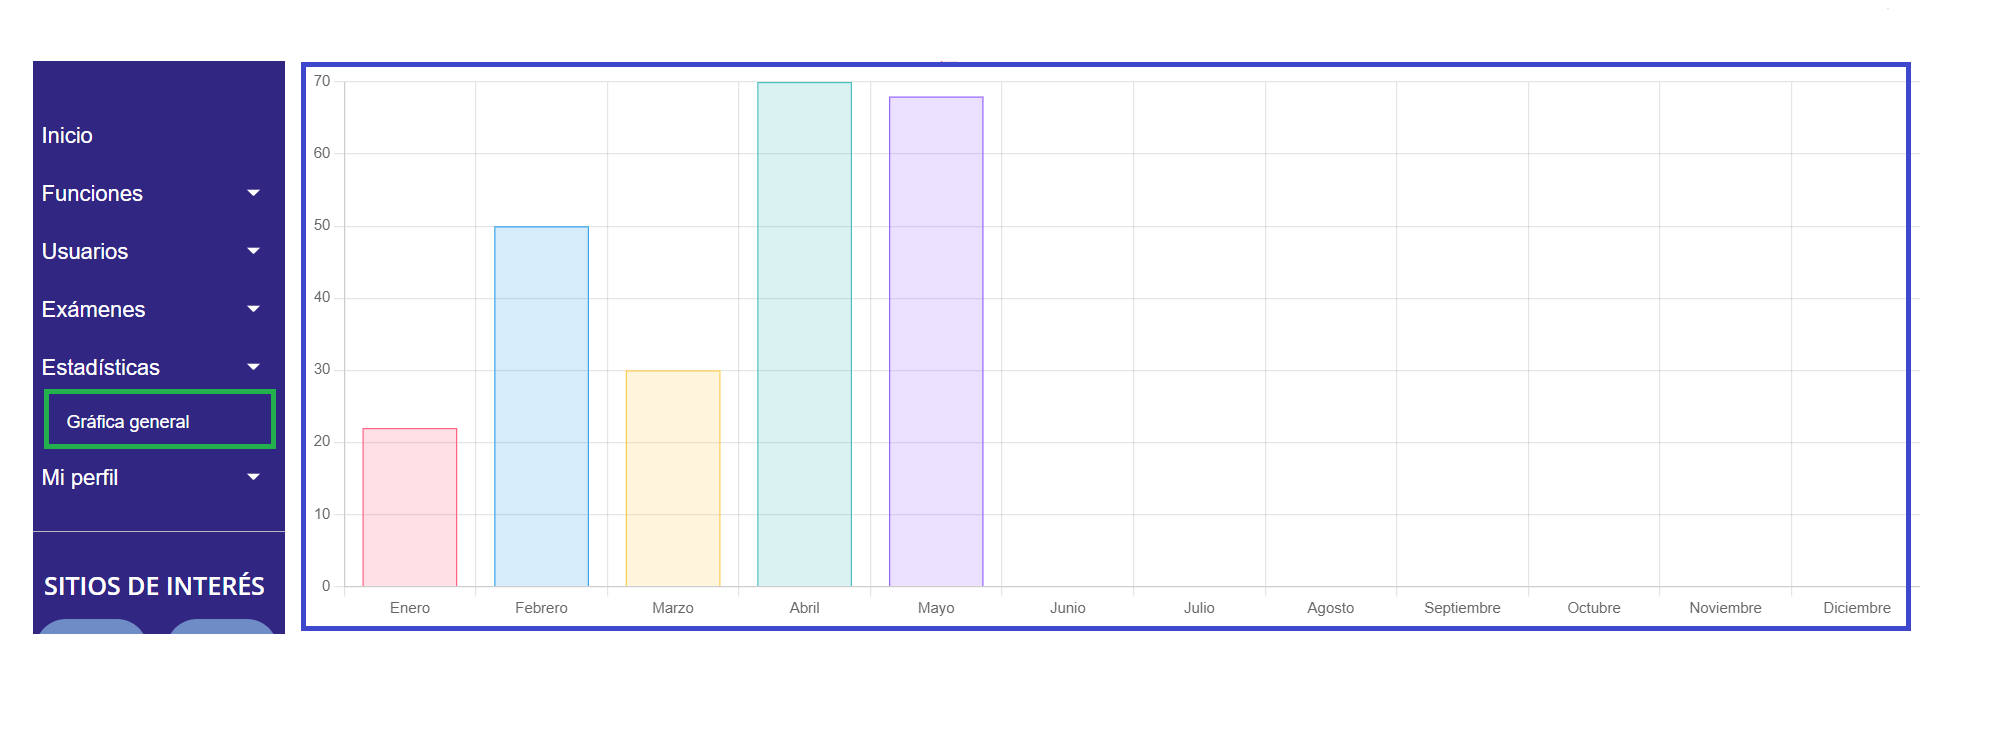 Inicio
Funciones
Usuarios
Exámenes
Estadísticas
Gráfica general
Mi perfil
SITIOS DE INTERÉS
70
60
50
40
30
20
10
0
Enero Febrero Marzo Abril Mayo Junio Julio Agosto Septiembre Octubre Noviembre Diciembre